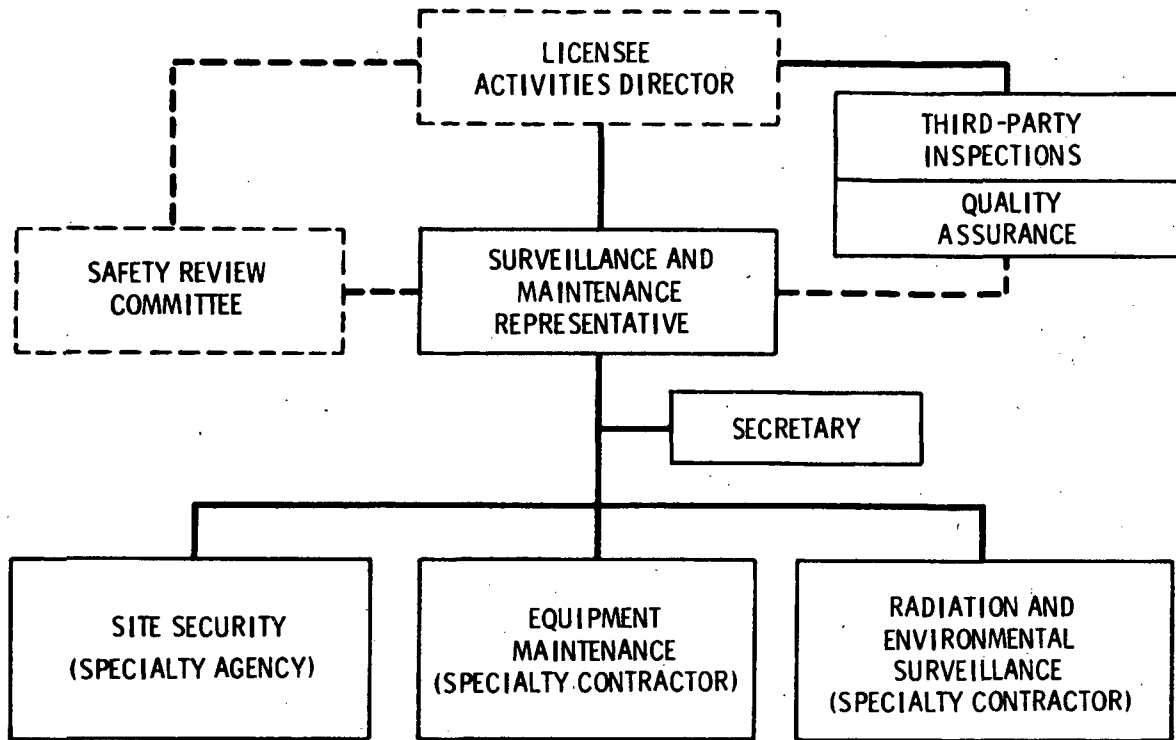 LICENSEE
ACTIVITIES DIRECTOR
THIRD-PARTY
INSPECTIONS
QUALITY
ASSURANCE
SAFETY REVIEW
COMMITTEE
SURVEILLANCE AND
MAINTENANCE
REPRESENTATIVE
SECRETARY
SITE SECURITY
(SPECIALTY AGENCY)
EQUIPMENT
MAINTENANCE
(SPECIALTY CONTRACTOR)
RADIATION AND
ENVIRONMENTAL
SURVEILLANCE
(SPECIALTY CONTRACTOR)